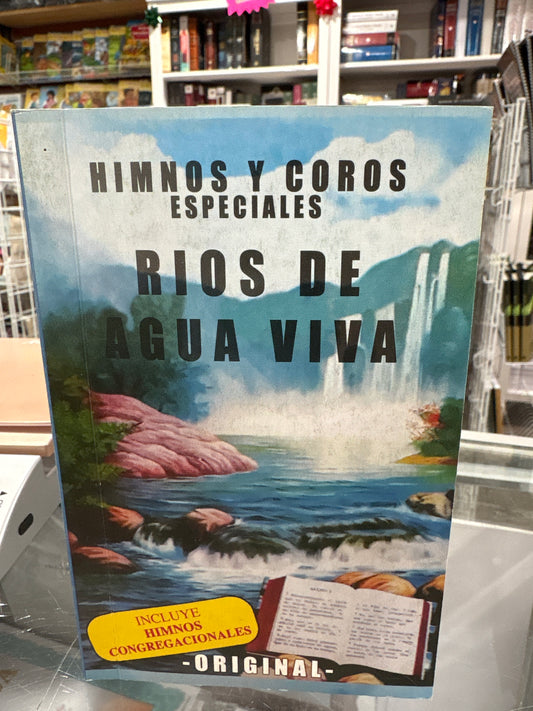 HIMNOS Y COROS
ESPECIALES
RIOS DE
AGUA VIVA
INCLUYE
HIMNOS
CONGREGACIONALES
-ORIGINAL-